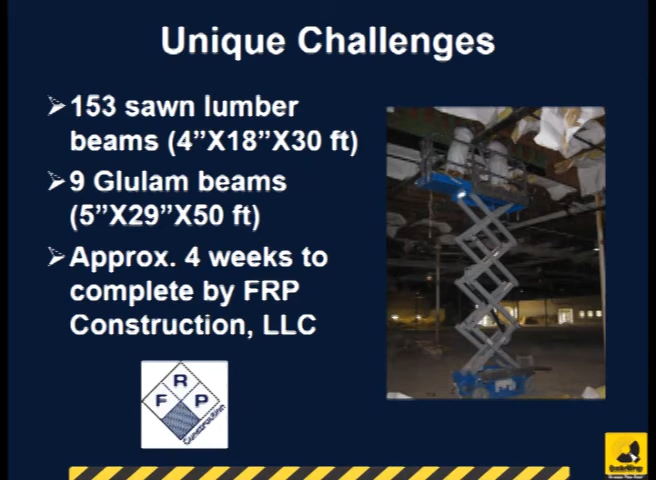 Unique Challenges
➢153 sawn lumber
beams (4”X18”X30 ft)
➢9 Glulam beams
(5”X29”X50 ft)
➢Approx. 4 weeks to
complete by FRP
Construction, LLC
R
F P
Construction
QuakeWrap